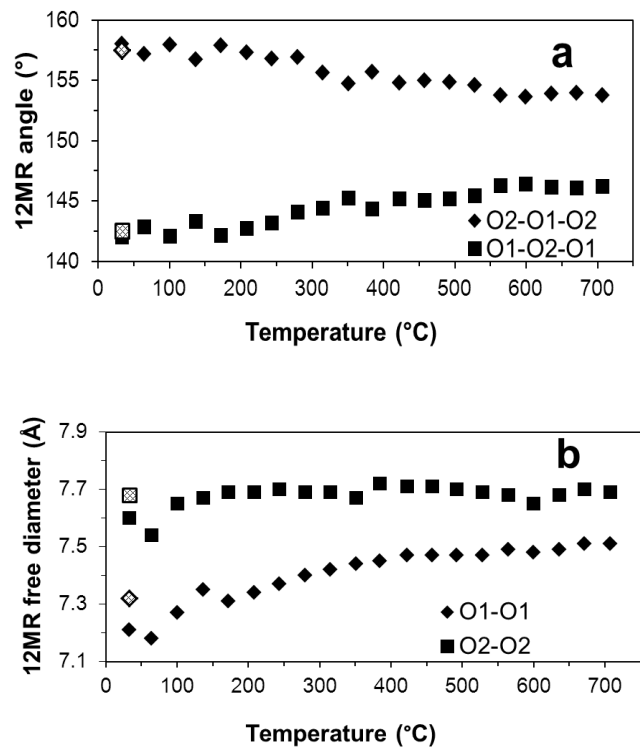 160
155
150
145
140
12MR angle (°)
a
O2-O1-O2
O1-O2-O1
0 100 200 300 400 500 600 700
Temperature (°C)
7.9
7.7
7.5
7.3
7.1
12MR free diameter (Å)
b
O1-O1
O2-O2
0 100 200 300 400 500 600 700
Temperature (°C)